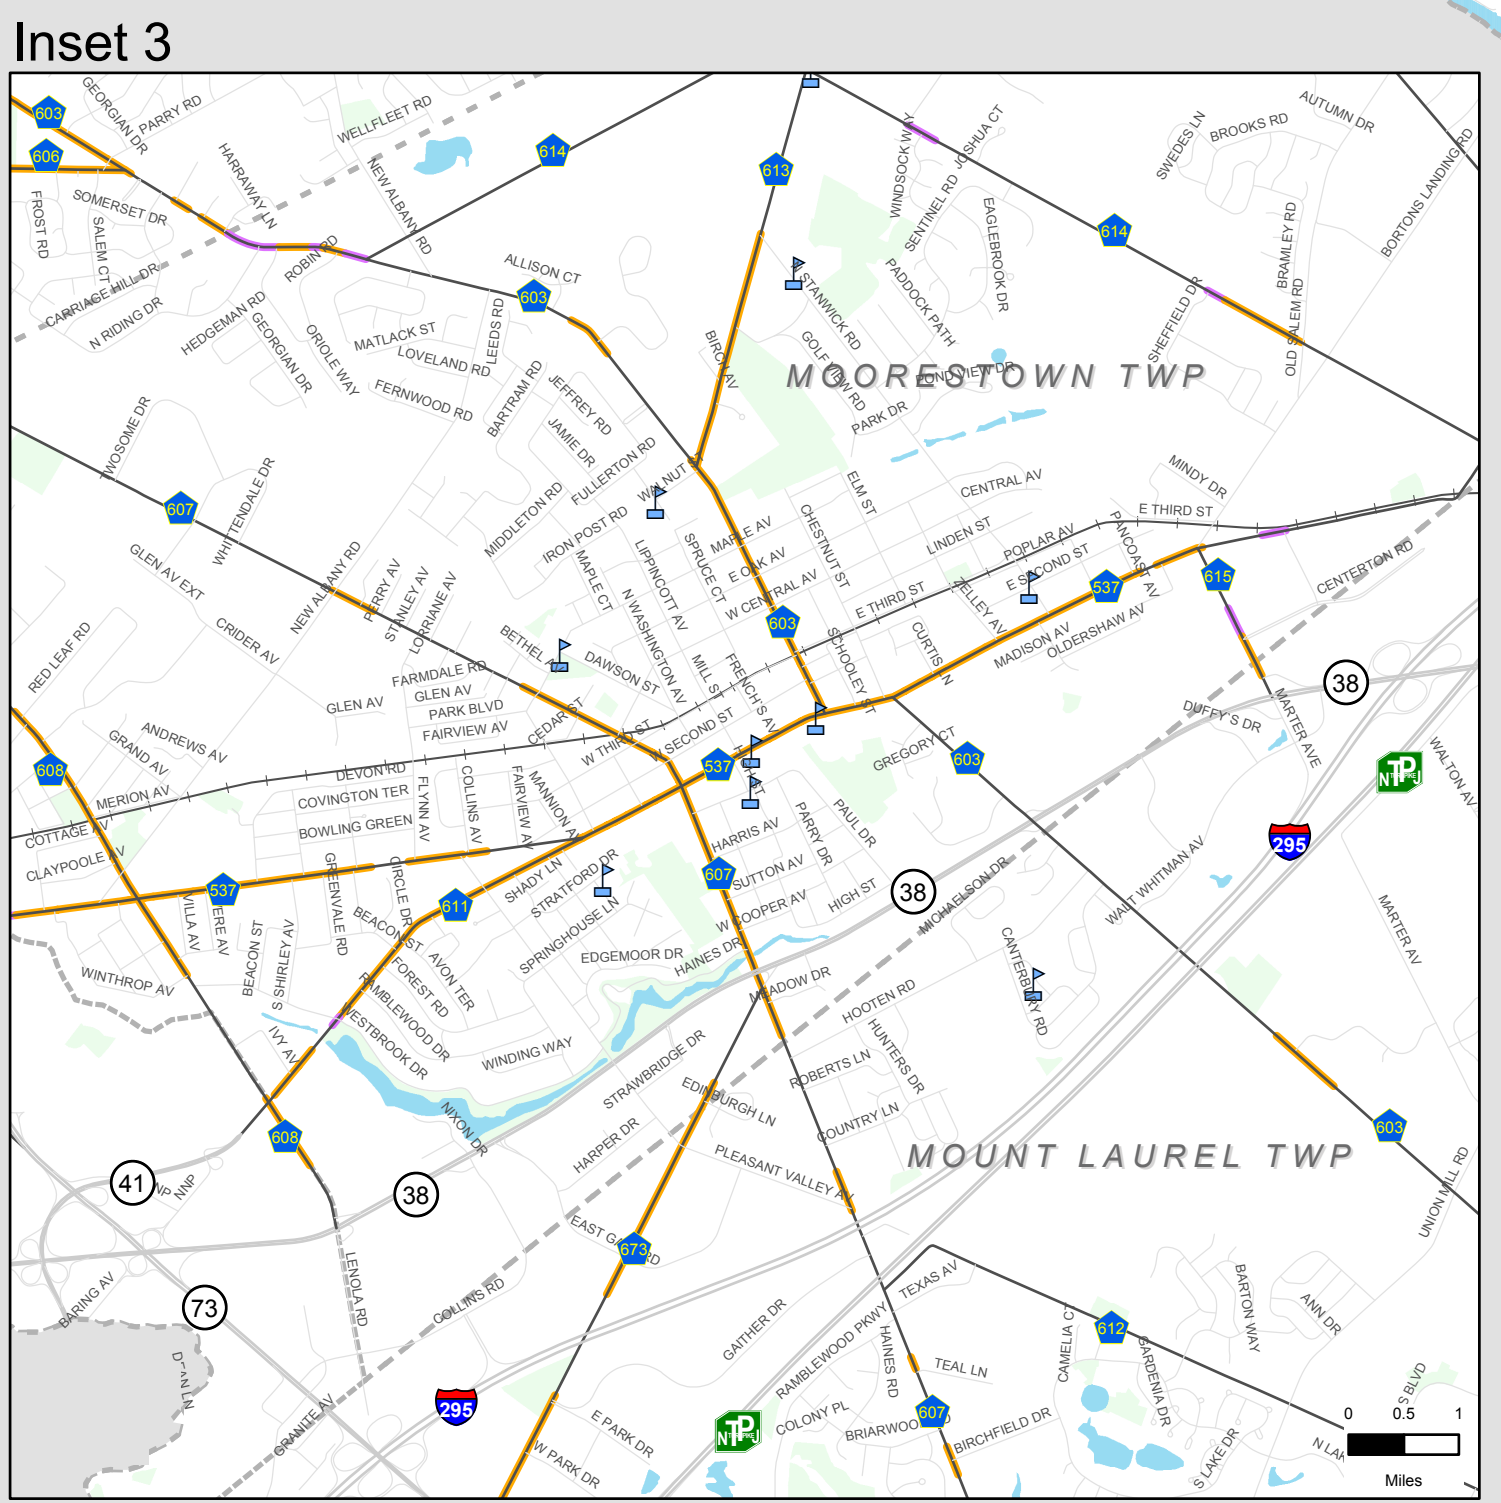 Inset 3
603
GEORGIAN DR
PARRY RD
WELLFLEET RD
606
HARRAWAY LN
NEW ALBANY RD
614
613
WINDSOCK WAY
JOSHUA CT
SENTINEL RD
EAGLEBROOK DR
SWEDES LN
BROOKS RD
AUTUMN DR
BORTONS LANDING RD
614
BRAMLEY RD
FROST RD
SOMERSET DR
SALEM CT
CARRIAGE HILL DR
N RIDING DR
ROBIN RD
HEDGEMAN RD
GEORGIAN DR
ORIOLE WAY
MATLACK ST
LOVELAND RD
LEEDS RD
ALLISON CT
603
FERNWOOD RD
BARTRAM RD
JEFFREY RD
JAMIE DR
FULLERTON RD
WALNUT ST
BIRCH AV
STANWICK RD
GOLF VIEW RD
PADDOCK PATH
POND VIEW DR
PARK DR
SHEFFIELD DR
OLD SALEM RD
MOORESTOWN TWP
TWOSOME DR
WHITTENDALE DR
607
MIDDLETON RD
IRON POST RD
ELM ST
CENTRAL AV
MINDY DR
E THIRD ST
PANCOAST AV
LINDEN ST
POPLAR AV
E SECOND ST
CHESTNUT ST
MAPLE AV
E OAK AV
W CENTRAL AV
SPRUCE CT
LIPPINCOTT AV
MAPLE CT
N WASHINGTON AV
GLEN AV EXT
NEW ALBANY RD
PERRY AV
STANLEY AV
LORRIANE AV
CRIDER AV
RED LEAF RD
BETHEL AV
DAWSON ST
MILL ST
FRENCH'S AV
603
E THIRD ST
SCHOOLEY ST
CURTIS LN
ZELLEY AV
537
MADISON AV
OLDERSHAW AV
615
CENTERTON RD
38
MARTER AVE
DUFFY'S DR
WALTON AV
FARMDALE RD
GLEN AV
GLEN AV
PARK BLVD
FAIRVIEW AV
CEDAR ST
W THIRD ST
W SECOND ST
537
GREGORY CT
603
NTPJ
TURNPIKE
295
ANDREWS AV
GRAND AV
608
MERION AV
COTTAGE AV
CLAYPOOLE AV
DEVON RD
COVINGTON TER
BOWLING GREEN
FLYNN AV
COLLINS AV
FAIRVIEW AV
MANNION AV
HARRIS AV
PARRY DR
PAUL DR
SUTTON AV
HIGH ST
W COOPER AV
607
38
MICHAELSON DR
WALT WHITMAN AV
MARTER AV
537
VILLA AV
BEACON ST
S SHIRLEY AV
GREENVALE RD
CIRCLE DR
BEACON ST
611
SHADY LN
STRATFORD DR
SPRINGHOUSE LN
EDGEMOOR DR
HAINES DR
MEADOW DR
HOOTEN RD
CANTERBURY RD
WINTHROP AV
AVON TER
FOREST RD
RAMBLEWOOD DR
WESTBROOK DR
IVY AV
WINDING WAY
STRAWBRIDGE DR
NIXON DR
HARPER DR
EDINBURGH LN
ROBERTS LN
HUNTERS DR
COUNTRY LN
PLEASANT VALLEY AV
MOUNT LAUREL TWP
603
UNION MILL RD
608
41
NNP
38
EAST GATE RD
673
73
BARING AV
LENOLA RD
COLLINS RD
DEAN LN
GRANITE AV
295
GAITHER DR
RAMBLEWOOD PKWY
TEXAS AV
HAINES RD
TEAL LN
CAMELIA CT
612
GARDENIA DR
BARTON WAY
ANN DR
S BLVD
S LAKE DR
E PARK DR
W PARK DR
NTPJ
TURNPIKE
COLONY PL
607
BIRCHFIELD DR
0 0.5 1
Miles